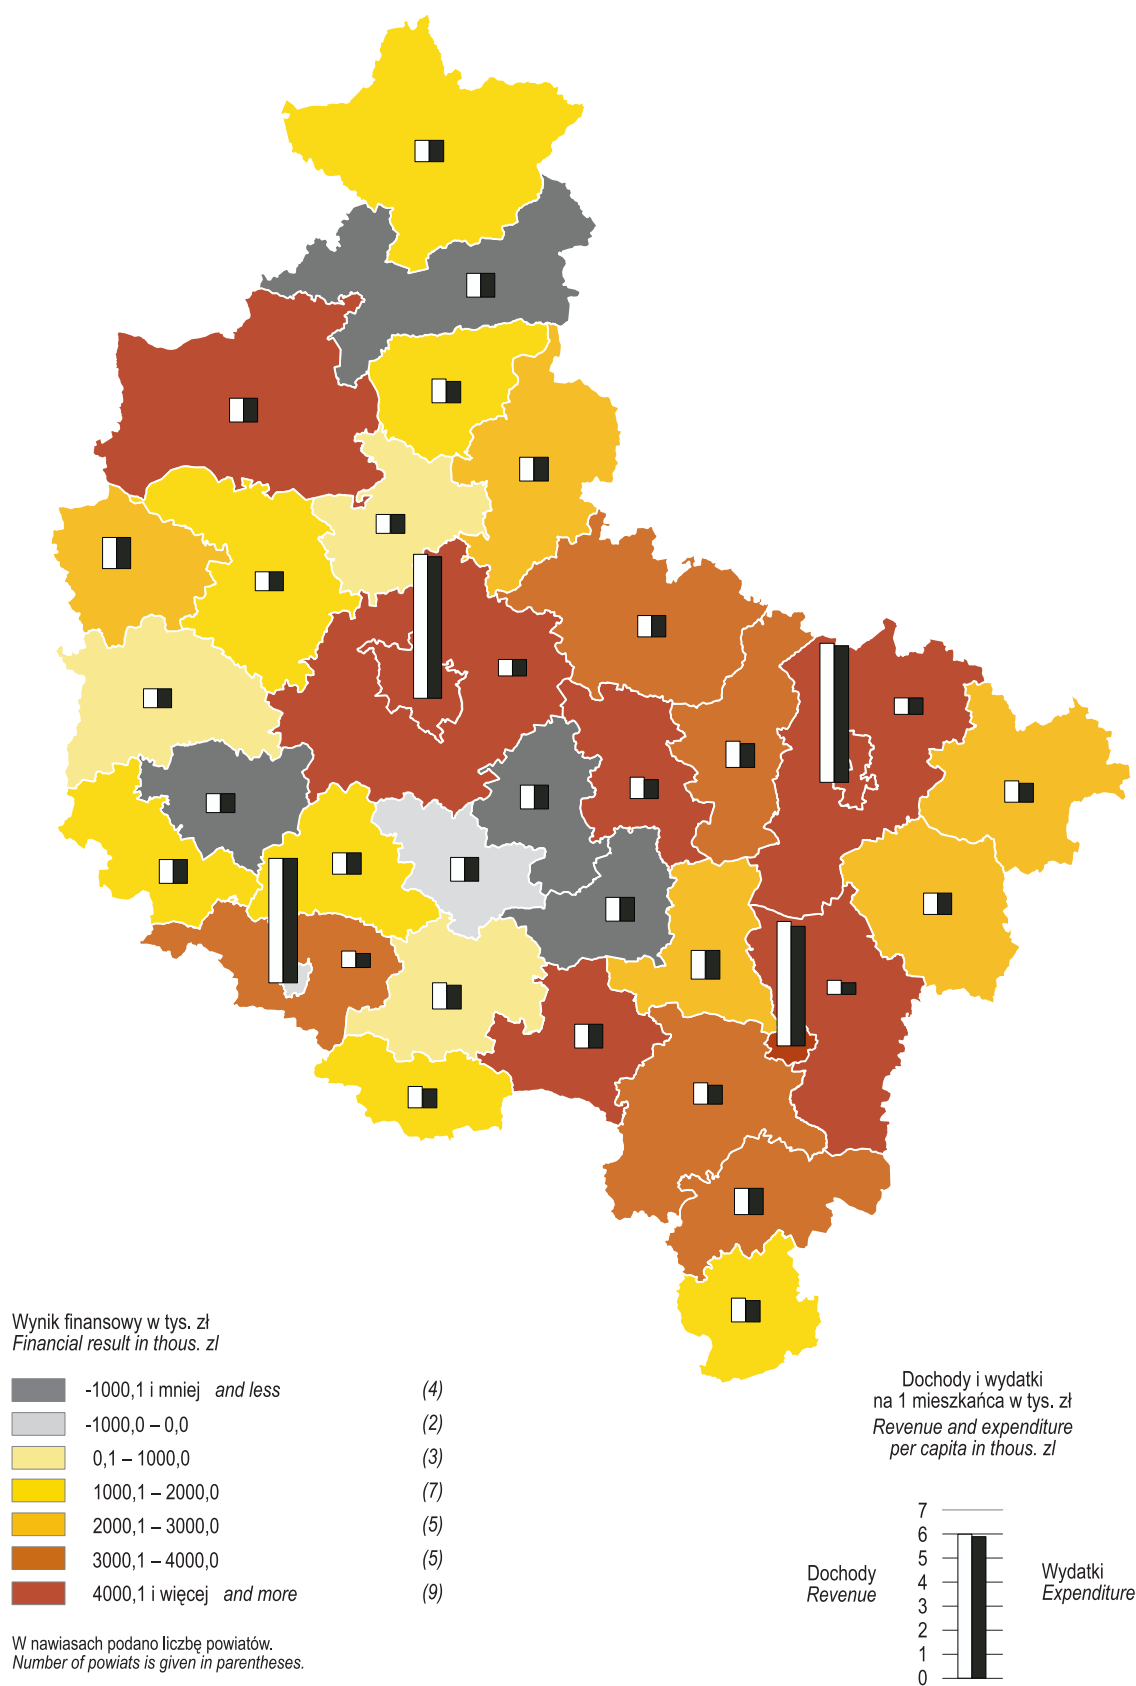 Wynik finansowy w tys. zł
Financial result in thous. zl
-1000,1 i mniej and less (4)
-1000,0 – 0,0 (2)
0,1 – 1000,0 (3)
1000,1 – 2000,0 (7)
2000,1 – 3000,0 (5)
3000,1 – 4000,0 (5)
4000,1 i więcej and more (9)
W nawiasach podano liczbę powiatów.
Number of powiats is given in parentheses.
Dochody i wydatki
na 1 mieszkańca w tys. zł
Revenue and expenditure
per capita in thous. zl
7
6
5
4
3
2
1
0
Dochody
Revenue
Wydatki
Expenditure